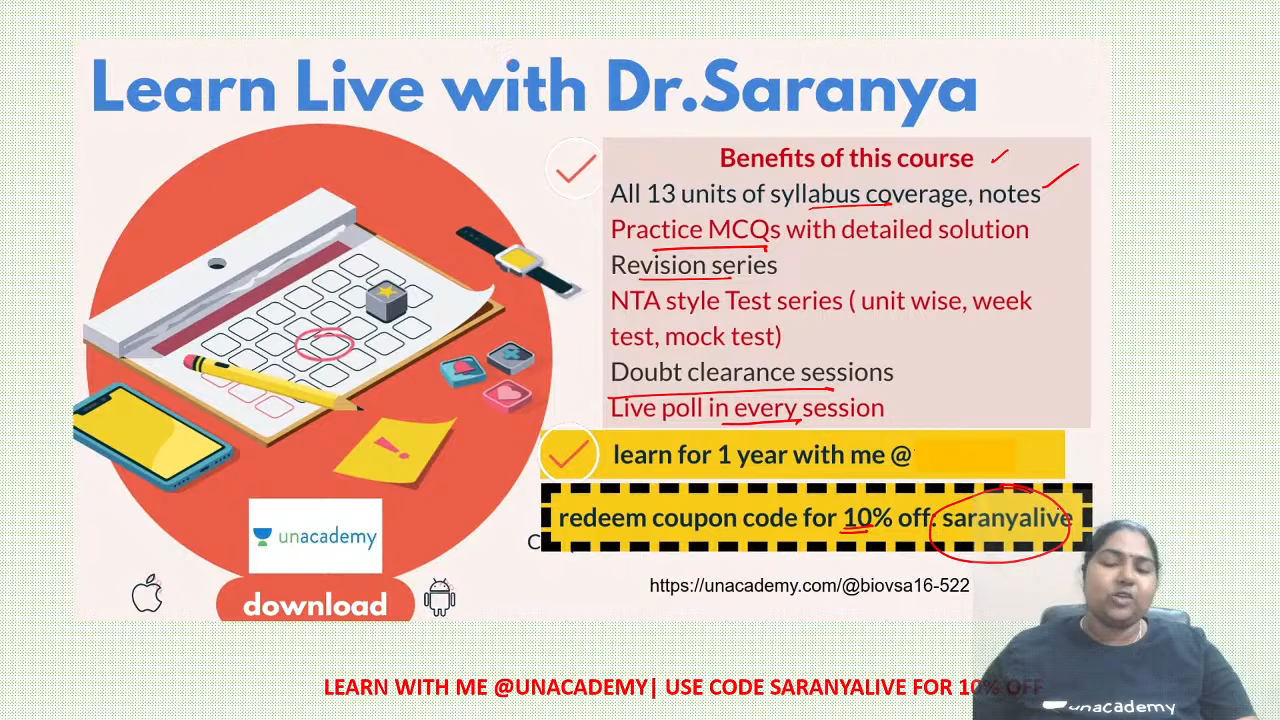 Learn Live with Dr.Saranya
Benefits of this course
All 13 units of syllabus coverage, notes
Practice MCQs with detailed solution
Revision series
NTA style Test series ( unit wise, week
test, mock test)
Doubt clearance sessions
Live poll in every session
learn for 1 year with me @
redeem coupon code for 10% off: saranyalive
C
unacademy
https://unacademy.com/@biovsa16-522
download
LEARN WITH ME @UNACADEMY| USE CODE SARANYALIVE FOR 10% OFF
unacademy